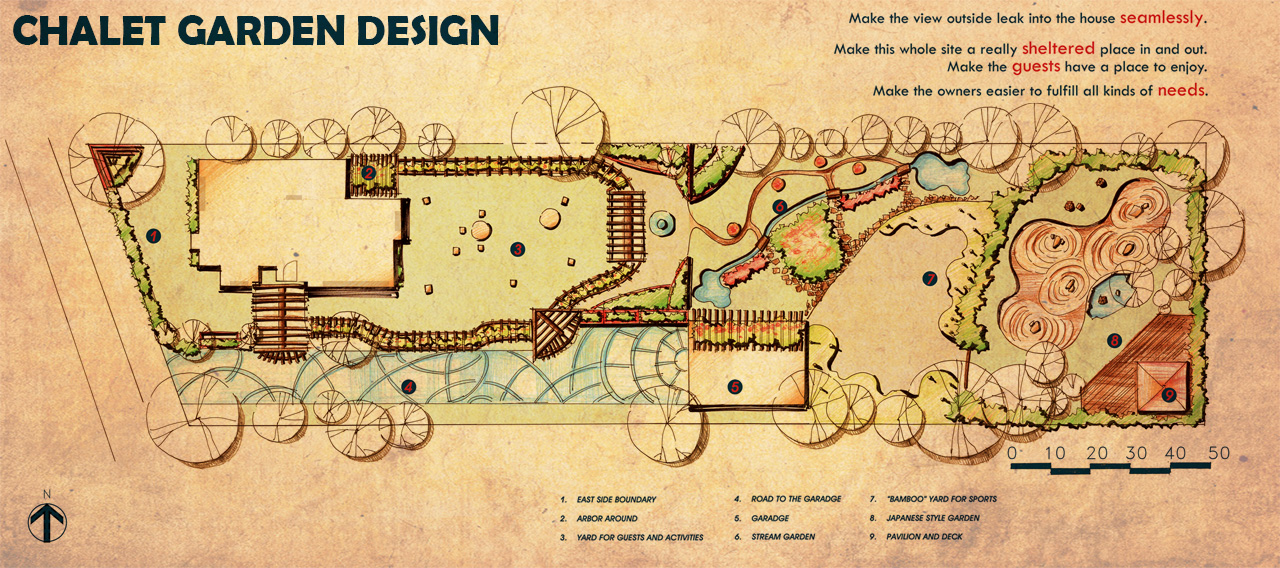 CHALET GARDEN DESIGN
Make the view outside leak into the house seamlessly.
Make this whole site a really sheltered place in and out.
Make the guests have a place to enjoy.
Make the owners easier to fulfill all kinds of needs.
2
1
3
6
7
8
4
5
9
0 10 20 30 40 50
N
1. EAST SIDE BOUNDARY
2. ARBOR AROUND
3. YARD FOR GUESTS AND ACTIVITIES
4. ROAD TO THE GARADGE
5. GARADGE
6. STREAM GARDEN
7. "BAMBOO" YARD FOR SPORTS
8. JAPANESE STYLE GARDEN
9. PAVILION AND DECK